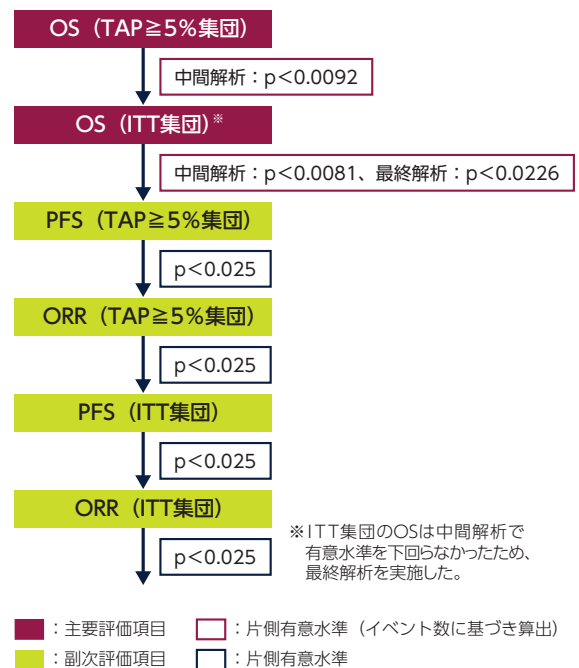 OS（TAP≧5%集団）
中間解析：p＜0.0092
OS（ITT集団）※
中間解析：p＜0.0081、最終解析：p＜0.0226
PFS（TAP≧5%集団）
p＜0.025
ORR（TAP≧5%集団）
p＜0.025
PFS（ITT集団）
p＜0.025
ORR（ITT集団）
p＜0.025
※ITT集団のOSは中間解析で
有意水準を下回らなかったため、
最終解析を実施した。
：主要評価項目　：片側有意水準（イベント数に基づき算出）
：副次評価項目　：片側有意水準